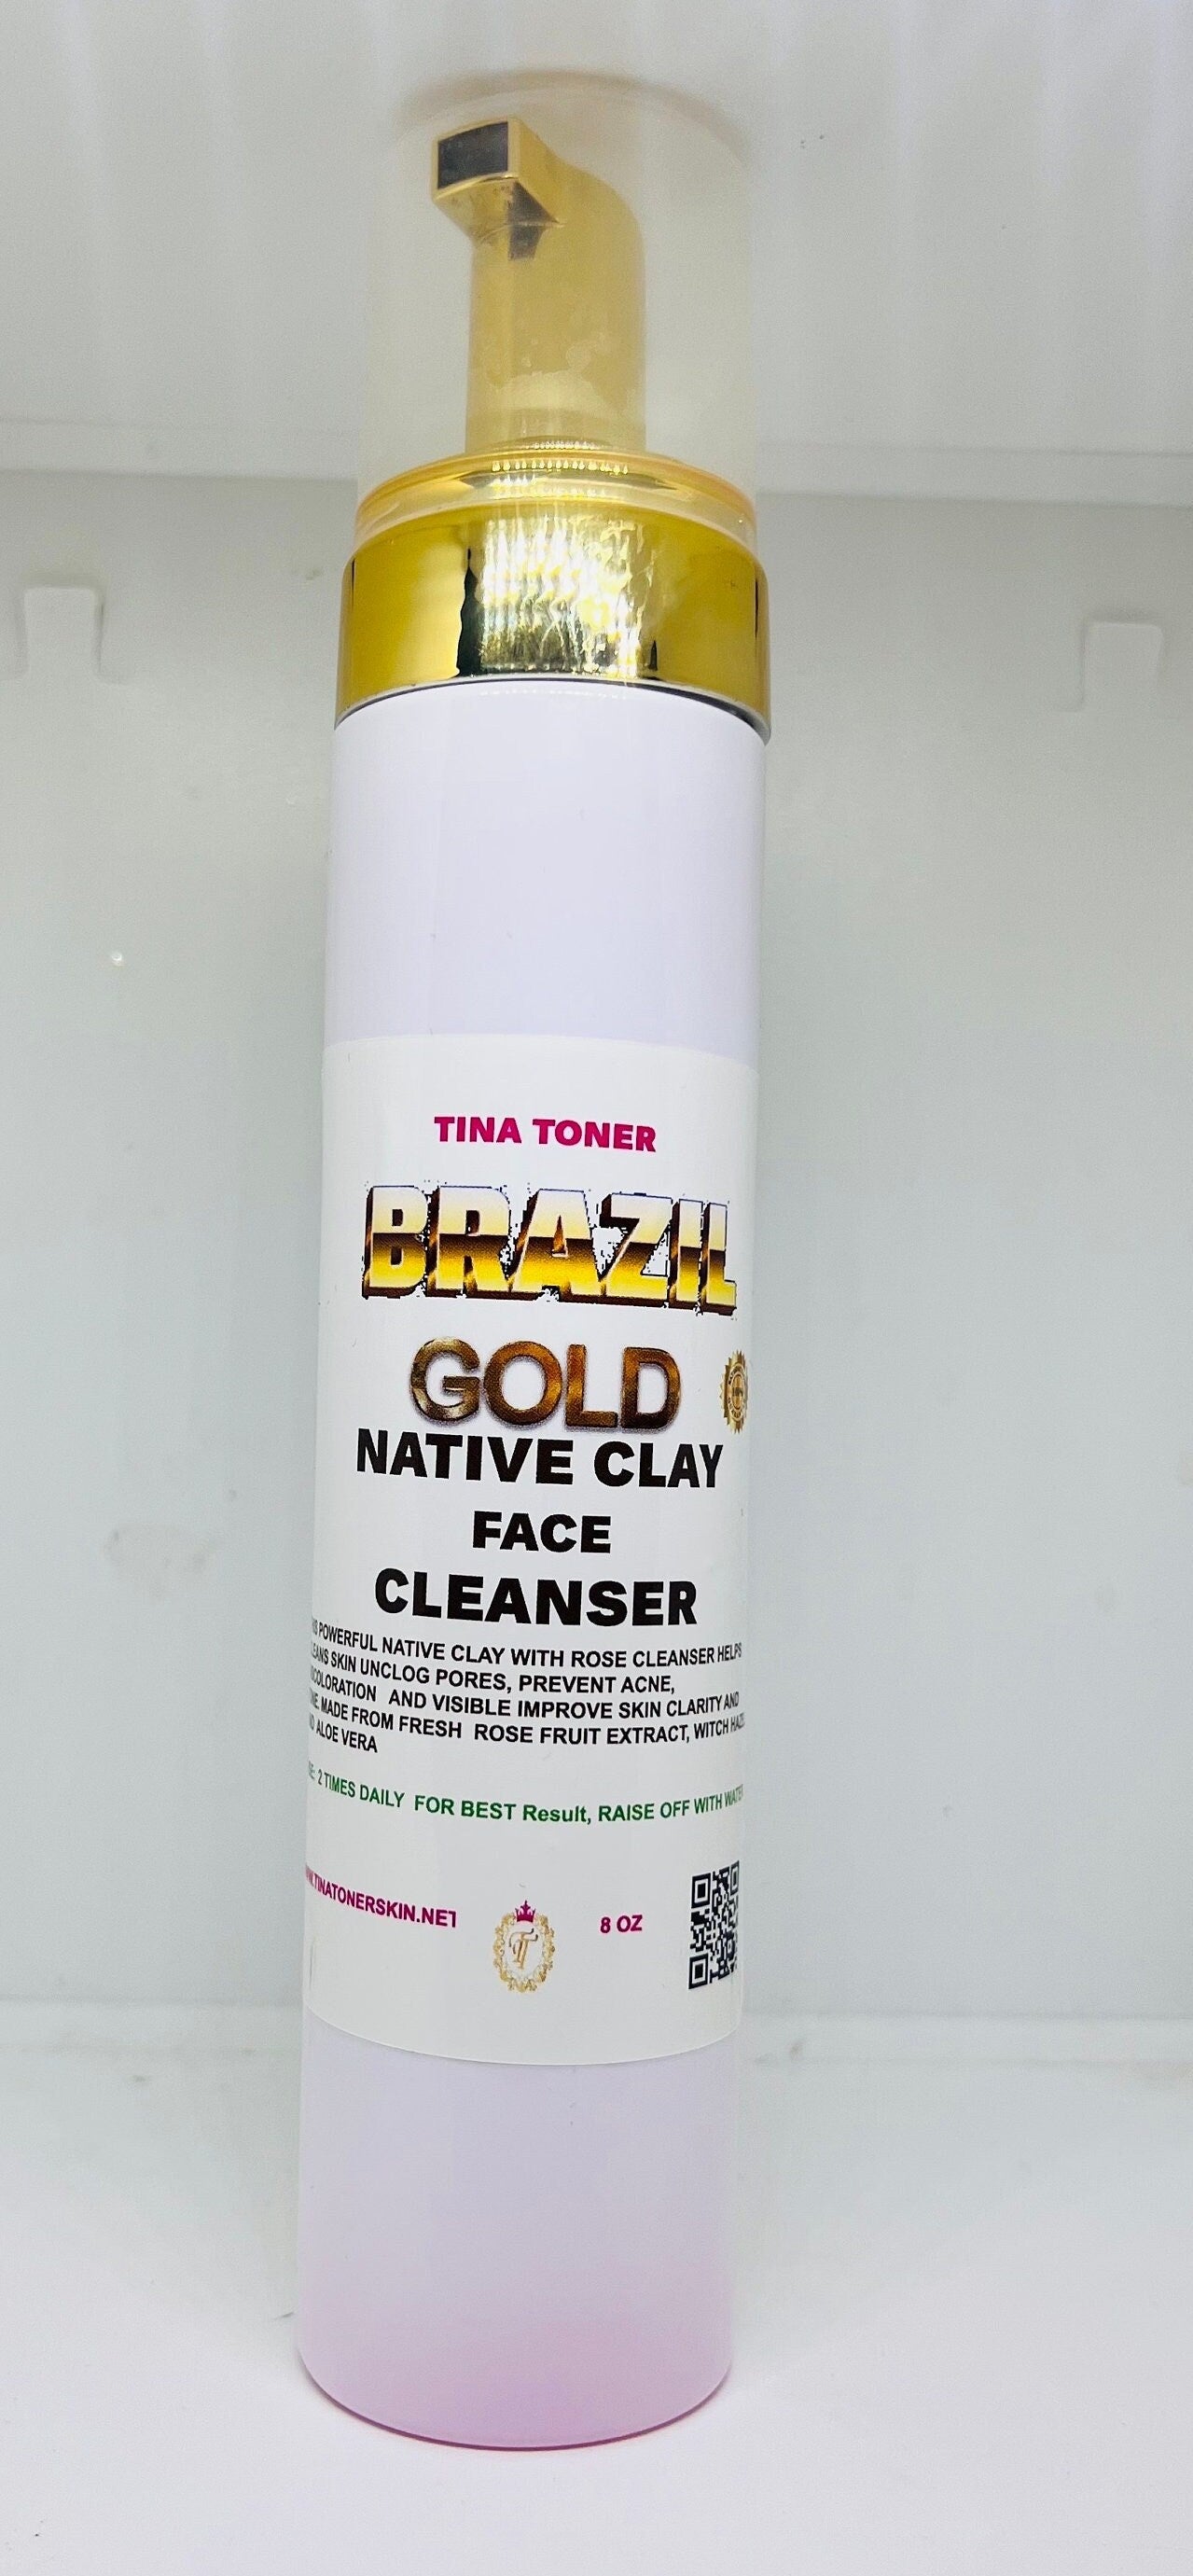 TINA TONER
BRAZIL
GOLD
NATIVE CLAY
FACE
CLEANSER
POWERFUL NATIVE CLAY WITH ROSE CLEANSER HELPS
SKIN UNCLOG PORES, PREVENT ACNE,
AND VISIBLE IMPROVE SKIN CLARITY AND
MADE FROM FRESH ROSE FRUIT EXTRACT, WITCH
ALOE VERA
2 TIMES DAILY FOR BEST Result, RAISE OFF WITH WATER
.TINATONERSKIN.NET
TT
8 OZ